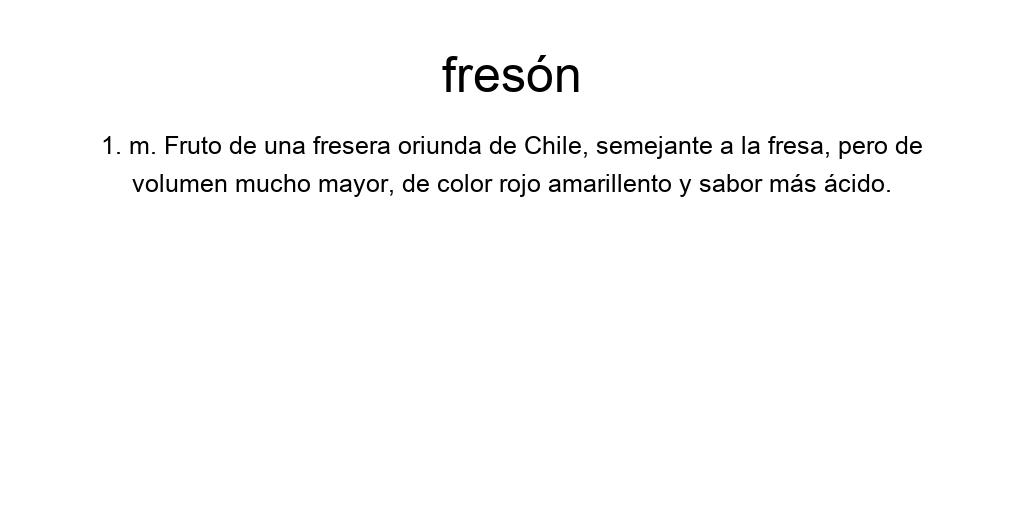 fresón
1. m. Fruto de una fresera oriunda de Chile, semejante a la fresa, pero de
volumen mucho mayor, de color rojo amarillento y sabor más ácido.